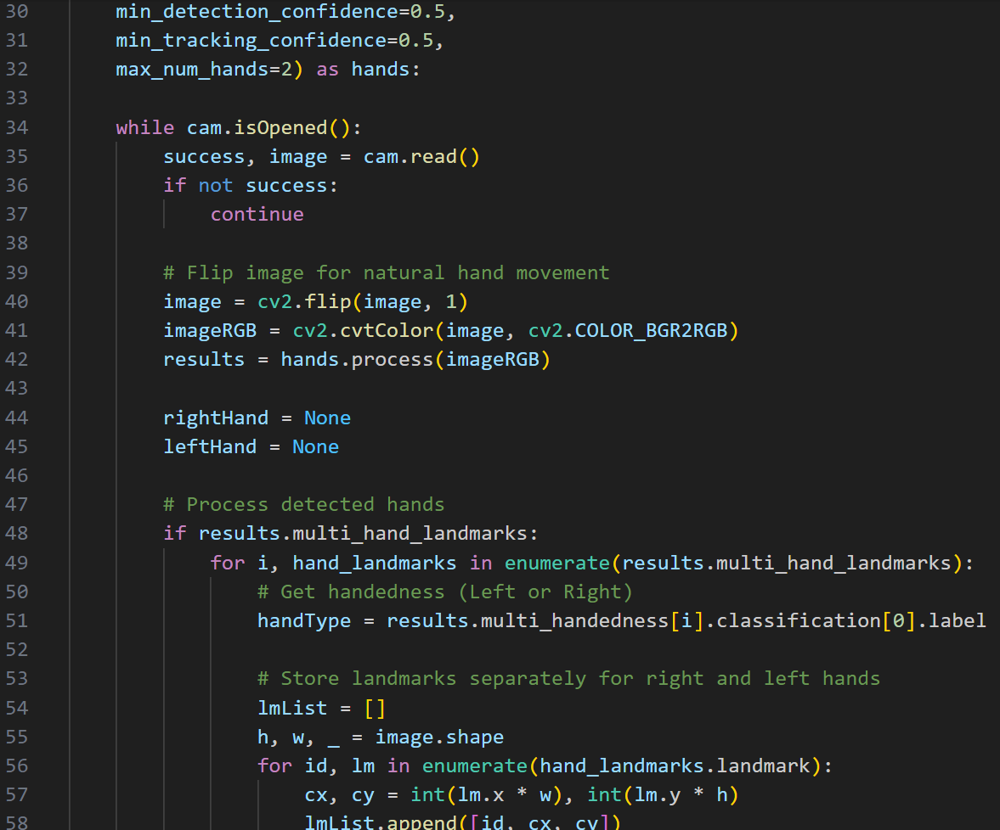 30 min_detection_confidence=0.5,
31 min_tracking_confidence=0.5,
32 max_num_hands=2) as hands:
33
34 while cam.isOpened():
35 success, image = cam.read()
36 if not success:
37 continue
38
39 # Flip image for natural hand movement
40 image = cv2.flip(image, 1)
41 imageRGB = cv2.cvtColor(image, cv2.COLOR_BGR2RGB)
42 results = hands.process(imageRGB)
43
44 rightHand = None
45 leftHand = None
46
47 # Process detected hands
48 if results.multi_hand_landmarks:
49 for i, hand_landmarks in enumerate(results.multi_hand_landmarks):
50 # Get handedness (Left or Right)
51 handType = results.multi_handedness[i].classification[0].label
52
53 # Store landmarks separately for right and left hands
54 lmList = []
55 h, w, _ = image.shape
56 for id, lm in enumerate(hand_landmarks.landmark):
57 cx, cy = int(lm.x * w), int(lm.y * h)
58 lmList.append([id, cx, cy])